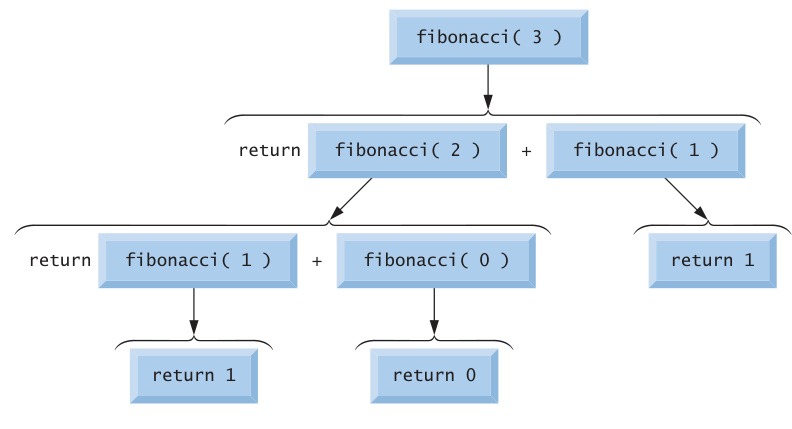 fibonacci( 3 )
return fibonacci( 2 ) + fibonacci( 1 )
return fibonacci( 1 ) + fibonacci( 0 )
return 1
return 1
return 0